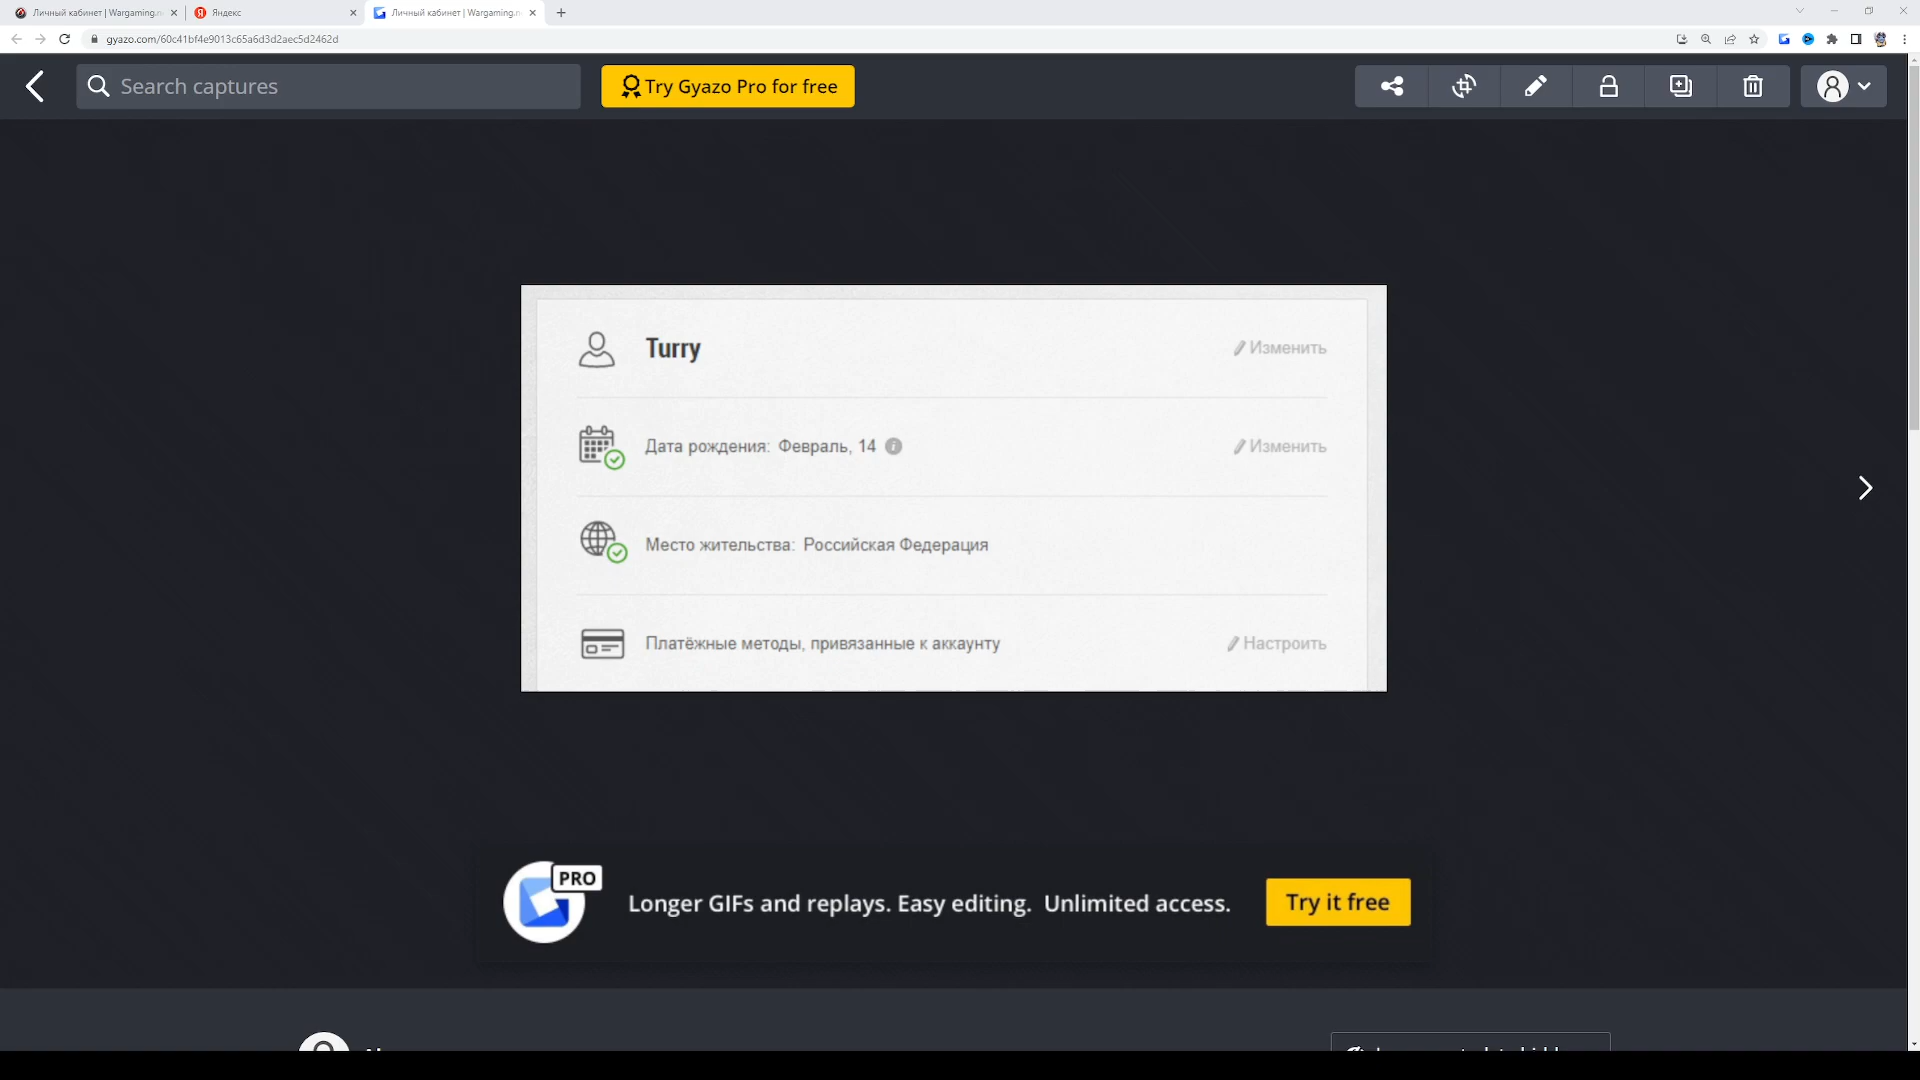 Личный кабинет | Wargaming.n
Яндекс
Личный кабинет | Wargaming.n
gyazo.com/60c41bf4e9013c65a6d3d2aec5d2462d
Search captures
Try Gyazo Pro for free
Turry
Изменить
Дата рождения: Февраль, 14
Изменить
Место жительства: Российская Федерация
Платёжные методы, привязанные к аккаунту
Настроить
PRO
Longer GIFs and replays. Easy editing. Unlimited access.
Try it free